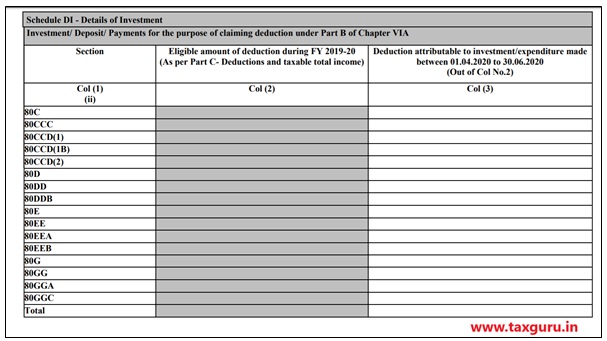 Schedule DI - Details of Investment
Investment/ Deposit/ Payments for the purpose of claiming deduction under Part B of Chapter VIA
Section
Eligible amount of deduction during FY 2019-20
(As per Part C- Deductions and taxable total income)
Deduction attributable to investment/expenditure made
between 01.04.2020 to 30.06.2020
(Out of Col No.2)
Col (1)
(ii)
Col (2)
Col (3)
80C
80CCC
80CCD(1)
80CCD(1B)
80CCD(2)
80D
80DD
80DDB
80E
80EE
80EEA
80EEB
80G
80GG
80GGA
80GGC
Total
www.taxguru.in